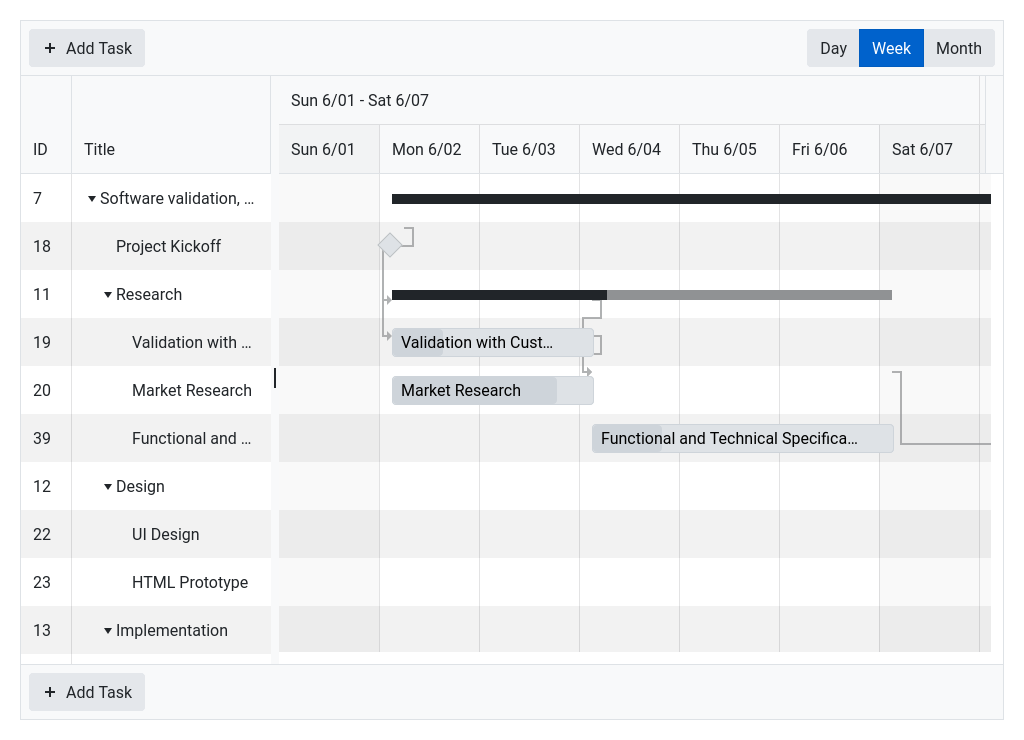 Add Task
Day Week Month
Sun 6/01 - Sat 6/07
ID Title Sun 6/01 Mon 6/02 Tue 6/03 Wed 6/04 Thu 6/05 Fri 6/06 Sat 6/07
7 Software validation, ...
18 Project Kickoff
11 Research
19 Validation with ... Validation with Cust...
20 Market Research Market Research
39 Functional and ... Functional and Technical Specifica...
12 Design
22 UI Design
23 HTML Prototype
13 Implementation
Add Task